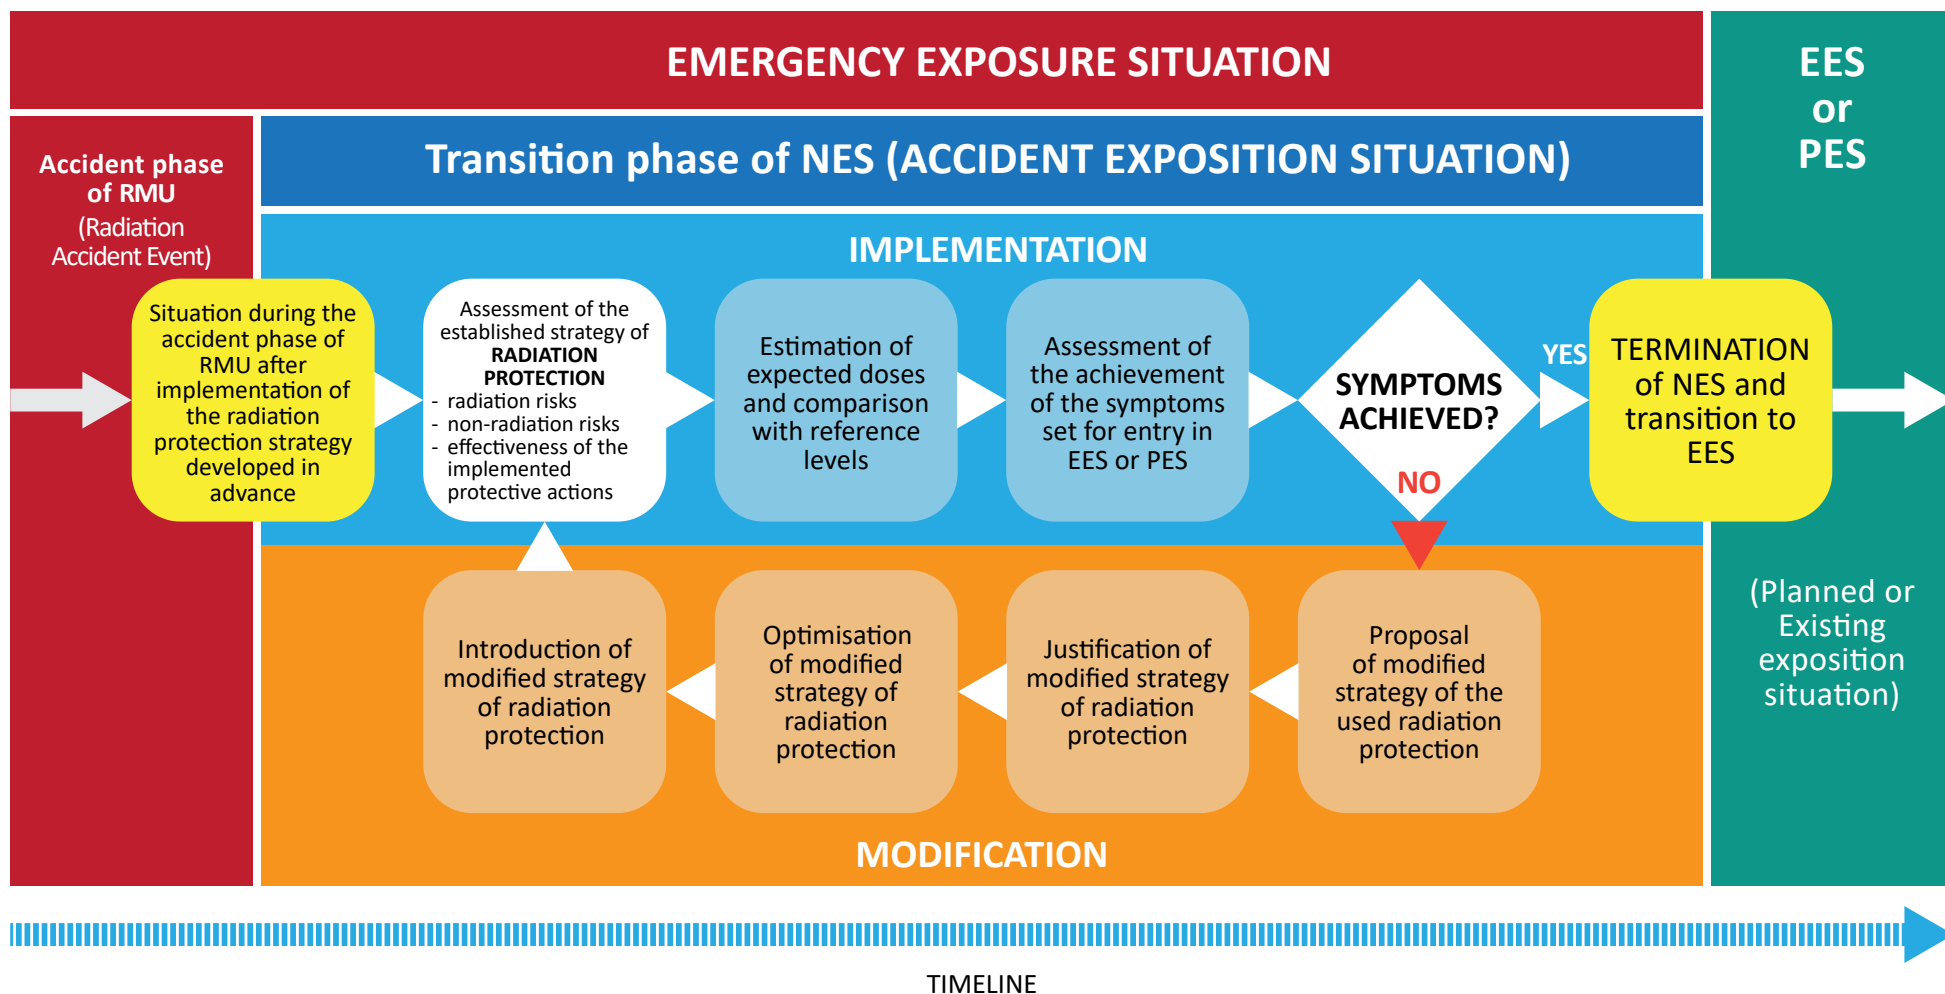 EMERGENCY EXPOSURE SITUATION
EES
or
PES
Accident phase
of RMU
(Radiation
Accident Event)
Transition phase of NES (ACCIDENT EXPOSITION SITUATION)
IMPLEMENTATION
Situation during the
accident phase of
RMU after
implementation of
the radiation
protection strategy
developed in
advance
Assessment of the
established strategy of
RADIATION
PROTECTION
- radiation risks
- non-radiation risks
- effectiveness of the
implemented
protective actions
Estimation of
expected doses
and comparison
with reference
levels
Assessment of
the achievement
of the symptoms
set for entry in
EES or PES
SYMPTOMS
ACHIEVED?
YES
NO
TERMINATION
of NES and
transition to
EES
Introduction of
modified strategy
of radiation
protection
Optimisation
of modified
strategy of
radiation
protection
Justification of
modified strategy
of radiation
protection
Proposal
of modified
strategy of the
used radiation
protection
(Planned or
Existing
exposition
situation)
MODIFICATION
TIMELINE